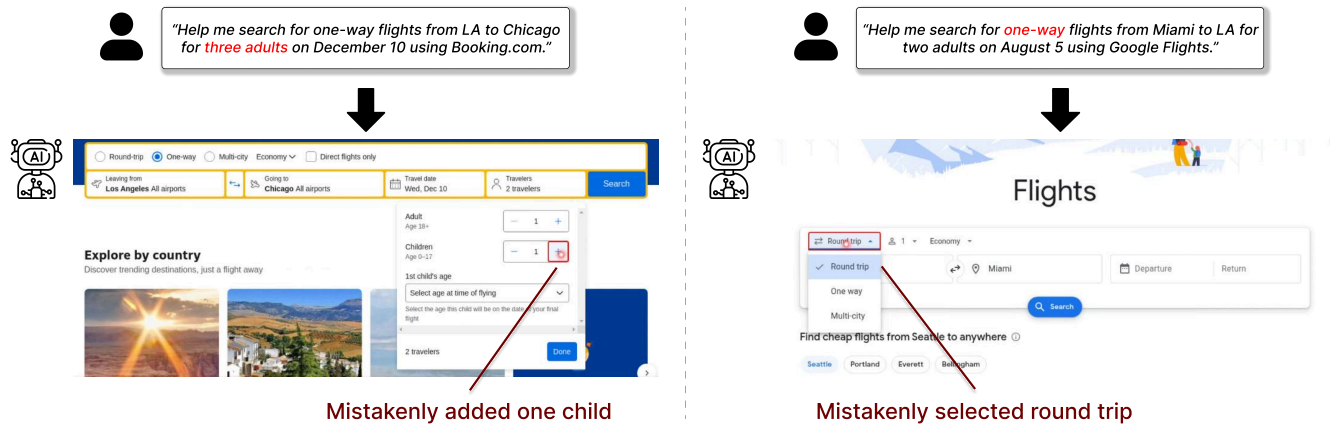 “Help me search for one-way flights from LA to Chicago
for three adults on December 10 using Booking.com.”
AI
Round-trip One-way Multi-city Economy Direct flights only
Leaving from
Los Angeles All airports
Going to
Chicago All airports
Travel date
Wed, Dec 10
Travelers
2 travelers
Search
Adult
Age 18+
1
Children
Age 0–17
1
1st child's age
Select age at time of flying
Select the age this child will be on the date of your final
flight
2 travelers
Done
Explore by country
Discover trending destinations, just a flight away
Mistakenly added one child
“Help me search for one-way flights from Miami to LA for
two adults on August 5 using Google Flights.”
AI
Flights
Round trip 1 Economy
Round trip
One way
Multi-city
Miami
Departure
Return
Search
Find cheap flights from Seattle to anywhere
Seattle Portland Everett Bellingham
Mistakenly selected round trip